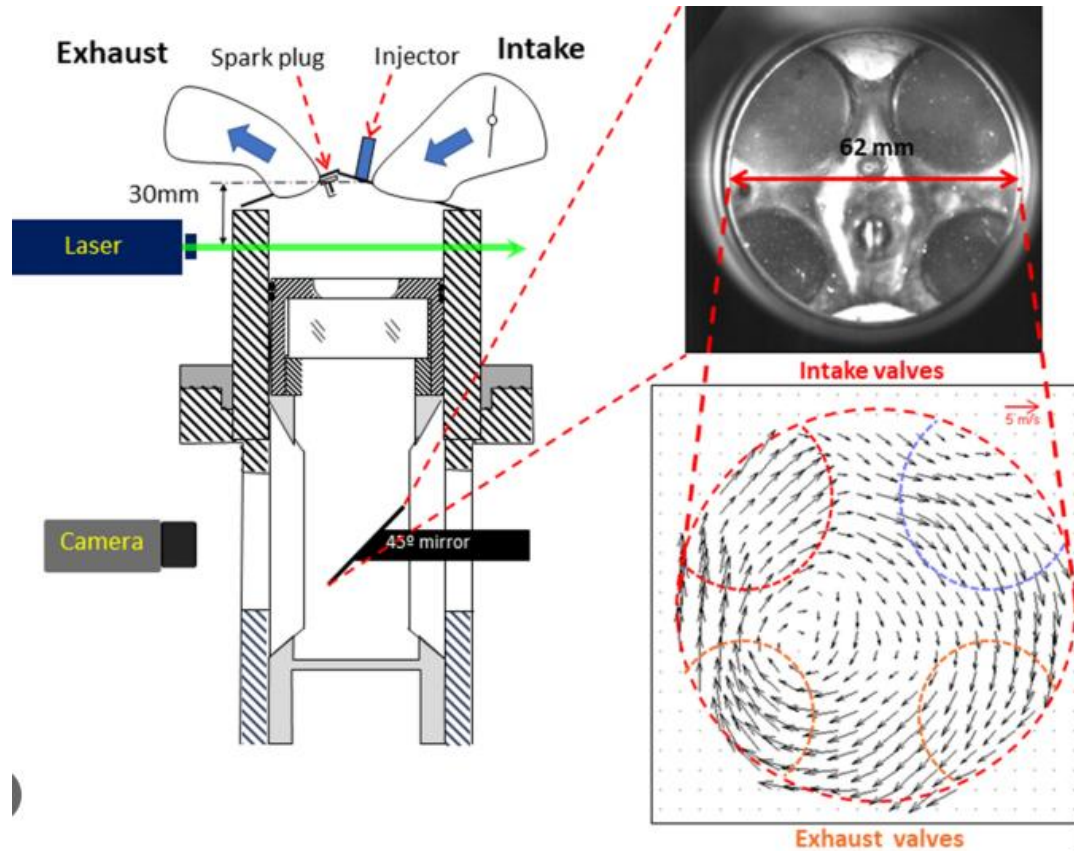 Exhaust
Spark plug
Injector
Intake
30mm
Laser
Camera
45º mirror
62 mm
Intake valves
5 m/s
Exhaust valves